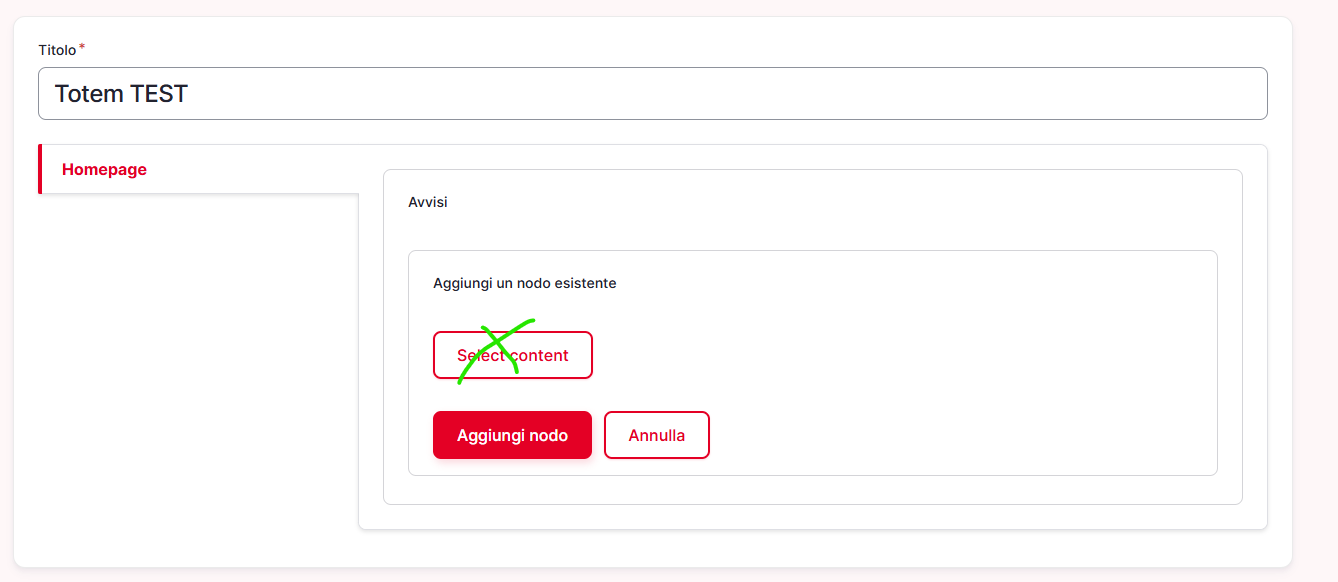 Titolo *
Totem TEST
Homepage
Avvisi
Aggiungi un nodo esistente
Select content
Aggiungi nodo
Annulla